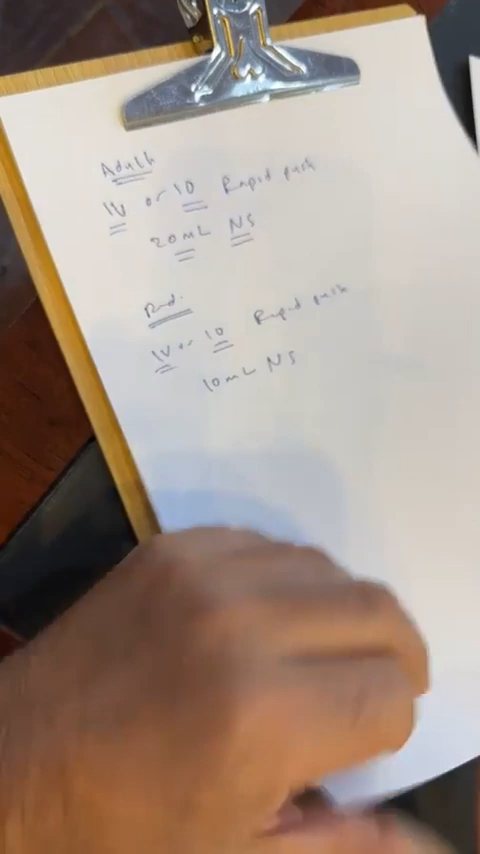 Adult
IV or IO Rapid push
20mL NS
Ped.
IV or IO Rapid push
10mL NS